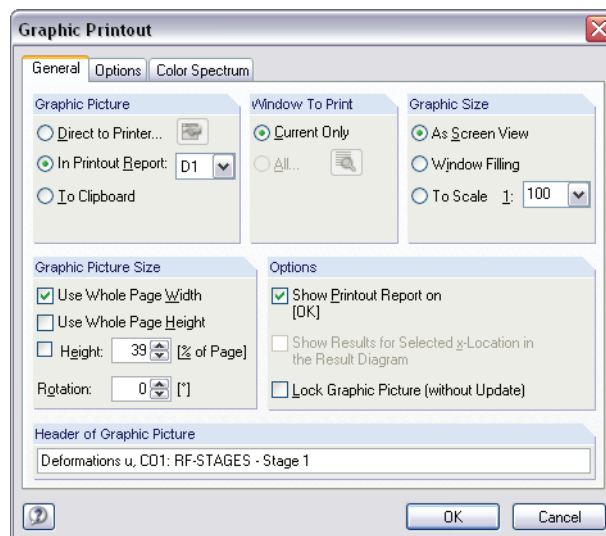 Graphic Printout
General Options Color Spectrum
Graphic Picture
Direct to Printer...
In Printout Report: D1
To Clipboard
Window To Print
Current Only
All...
Graphic Size
As Screen View
Window Filling
To Scale 1: 100
Graphic Picture Size
Use Whole Page Width
Use Whole Page Height
Height: 39 [% of Page]
Rotation: 0 [°]
Options
Show Printout Report on
[OK]
Show Results for Selected x-Location in
the Result Diagram
Lock Graphic Picture (without Update)
Header of Graphic Picture
Deformations u, CO1: RF-STAGES - Stage 1
OK Cancel